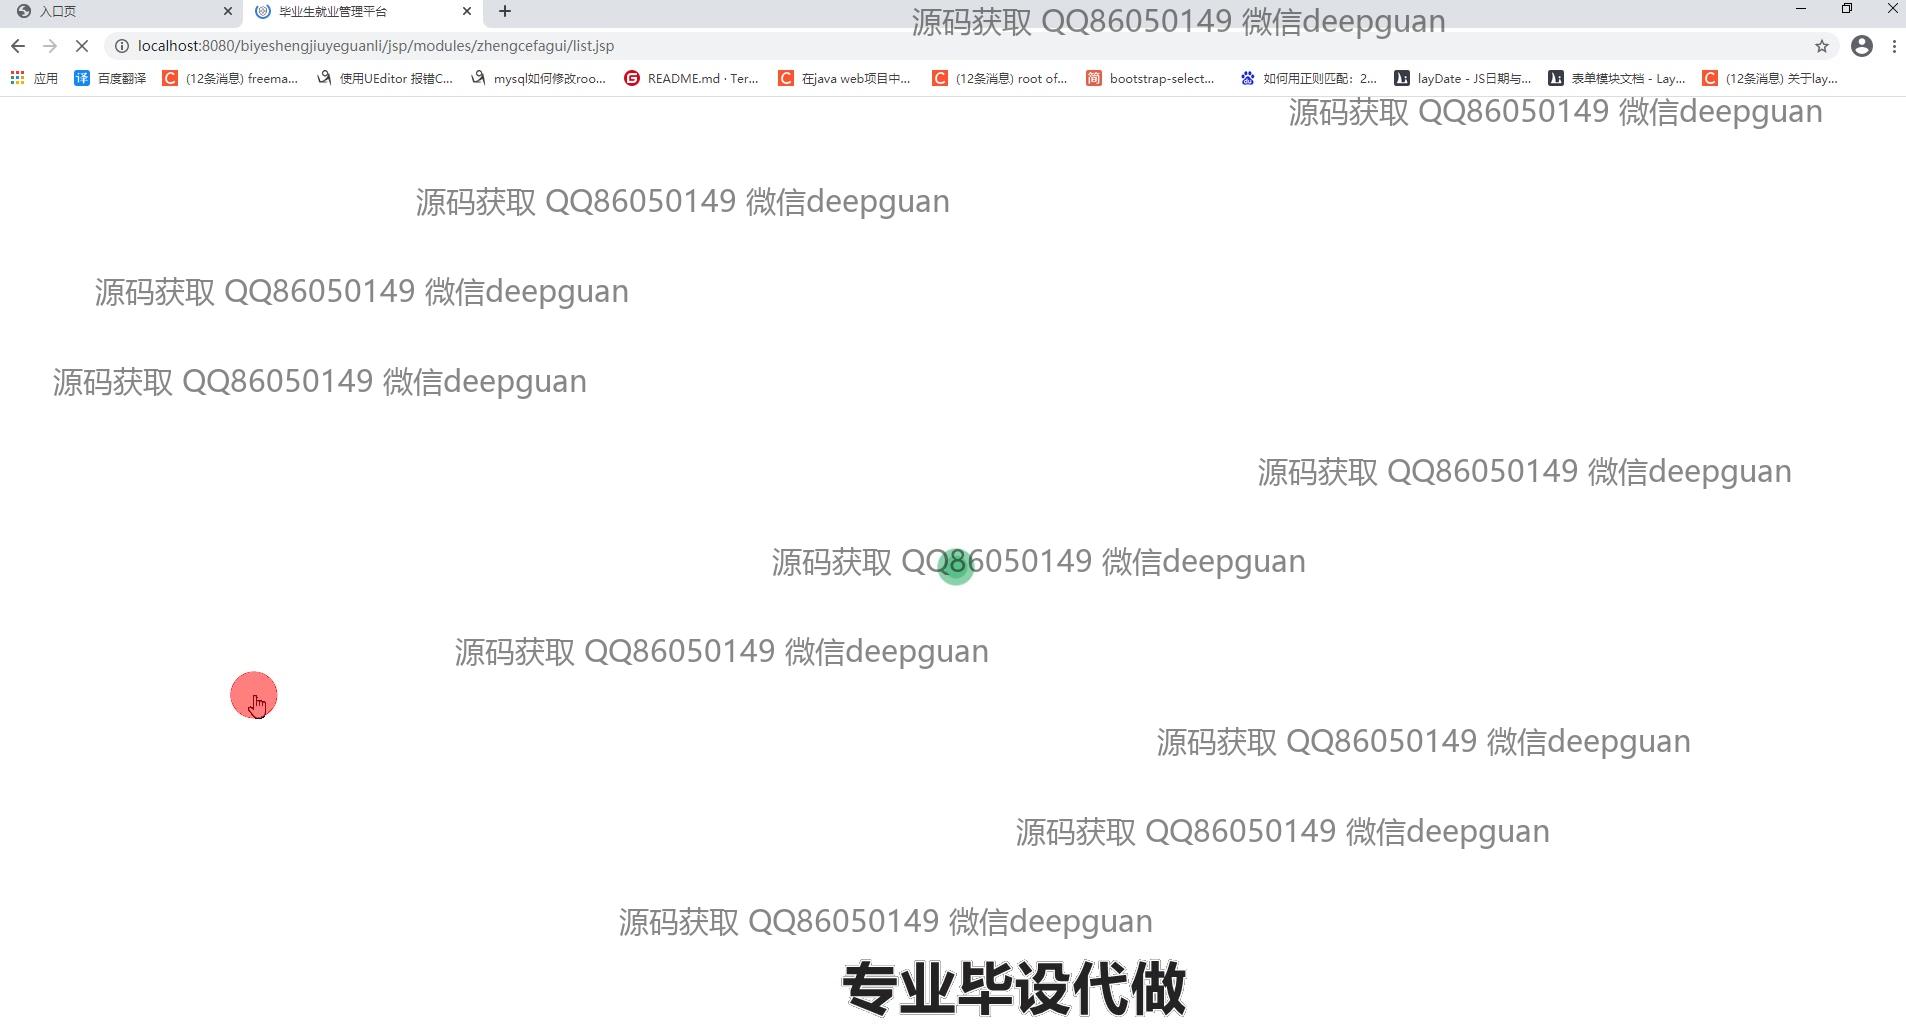 入口页
毕业生就业管理平台
源码获取 QQ86050149 微信deepguan
localhost:8080/biyeshengjiuyeguanli/jsp/modules/zhengcefagui/list.jsp
应用
译 百度翻译
C (12条消息) freema...
使用UEditor 报错C...
mysql如何修改roo...
G README.md · Ter...
C 在java web项目中...
C (12条消息) root of...
简 bootstrap-select...
如何用正则匹配：2...
layDate - JS日期与...
表单模块文档 - Lay...
C (12条消息) 关于lay...
源码获取 QQ86050149 微信deepguan
源码获取 QQ86050149 微信deepguan
源码获取 QQ86050149 微信deepguan
源码获取 QQ86050149 微信deepguan
源码获取 QQ86050149 微信deepguan
源码获取 QQ86050149 微信deepguan
源码获取 QQ86050149 微信deepguan
源码获取 QQ86050149 微信deepguan
源码获取 QQ86050149 微信deepguan
源码获取 QQ86050149 微信deepguan
专业毕设代做